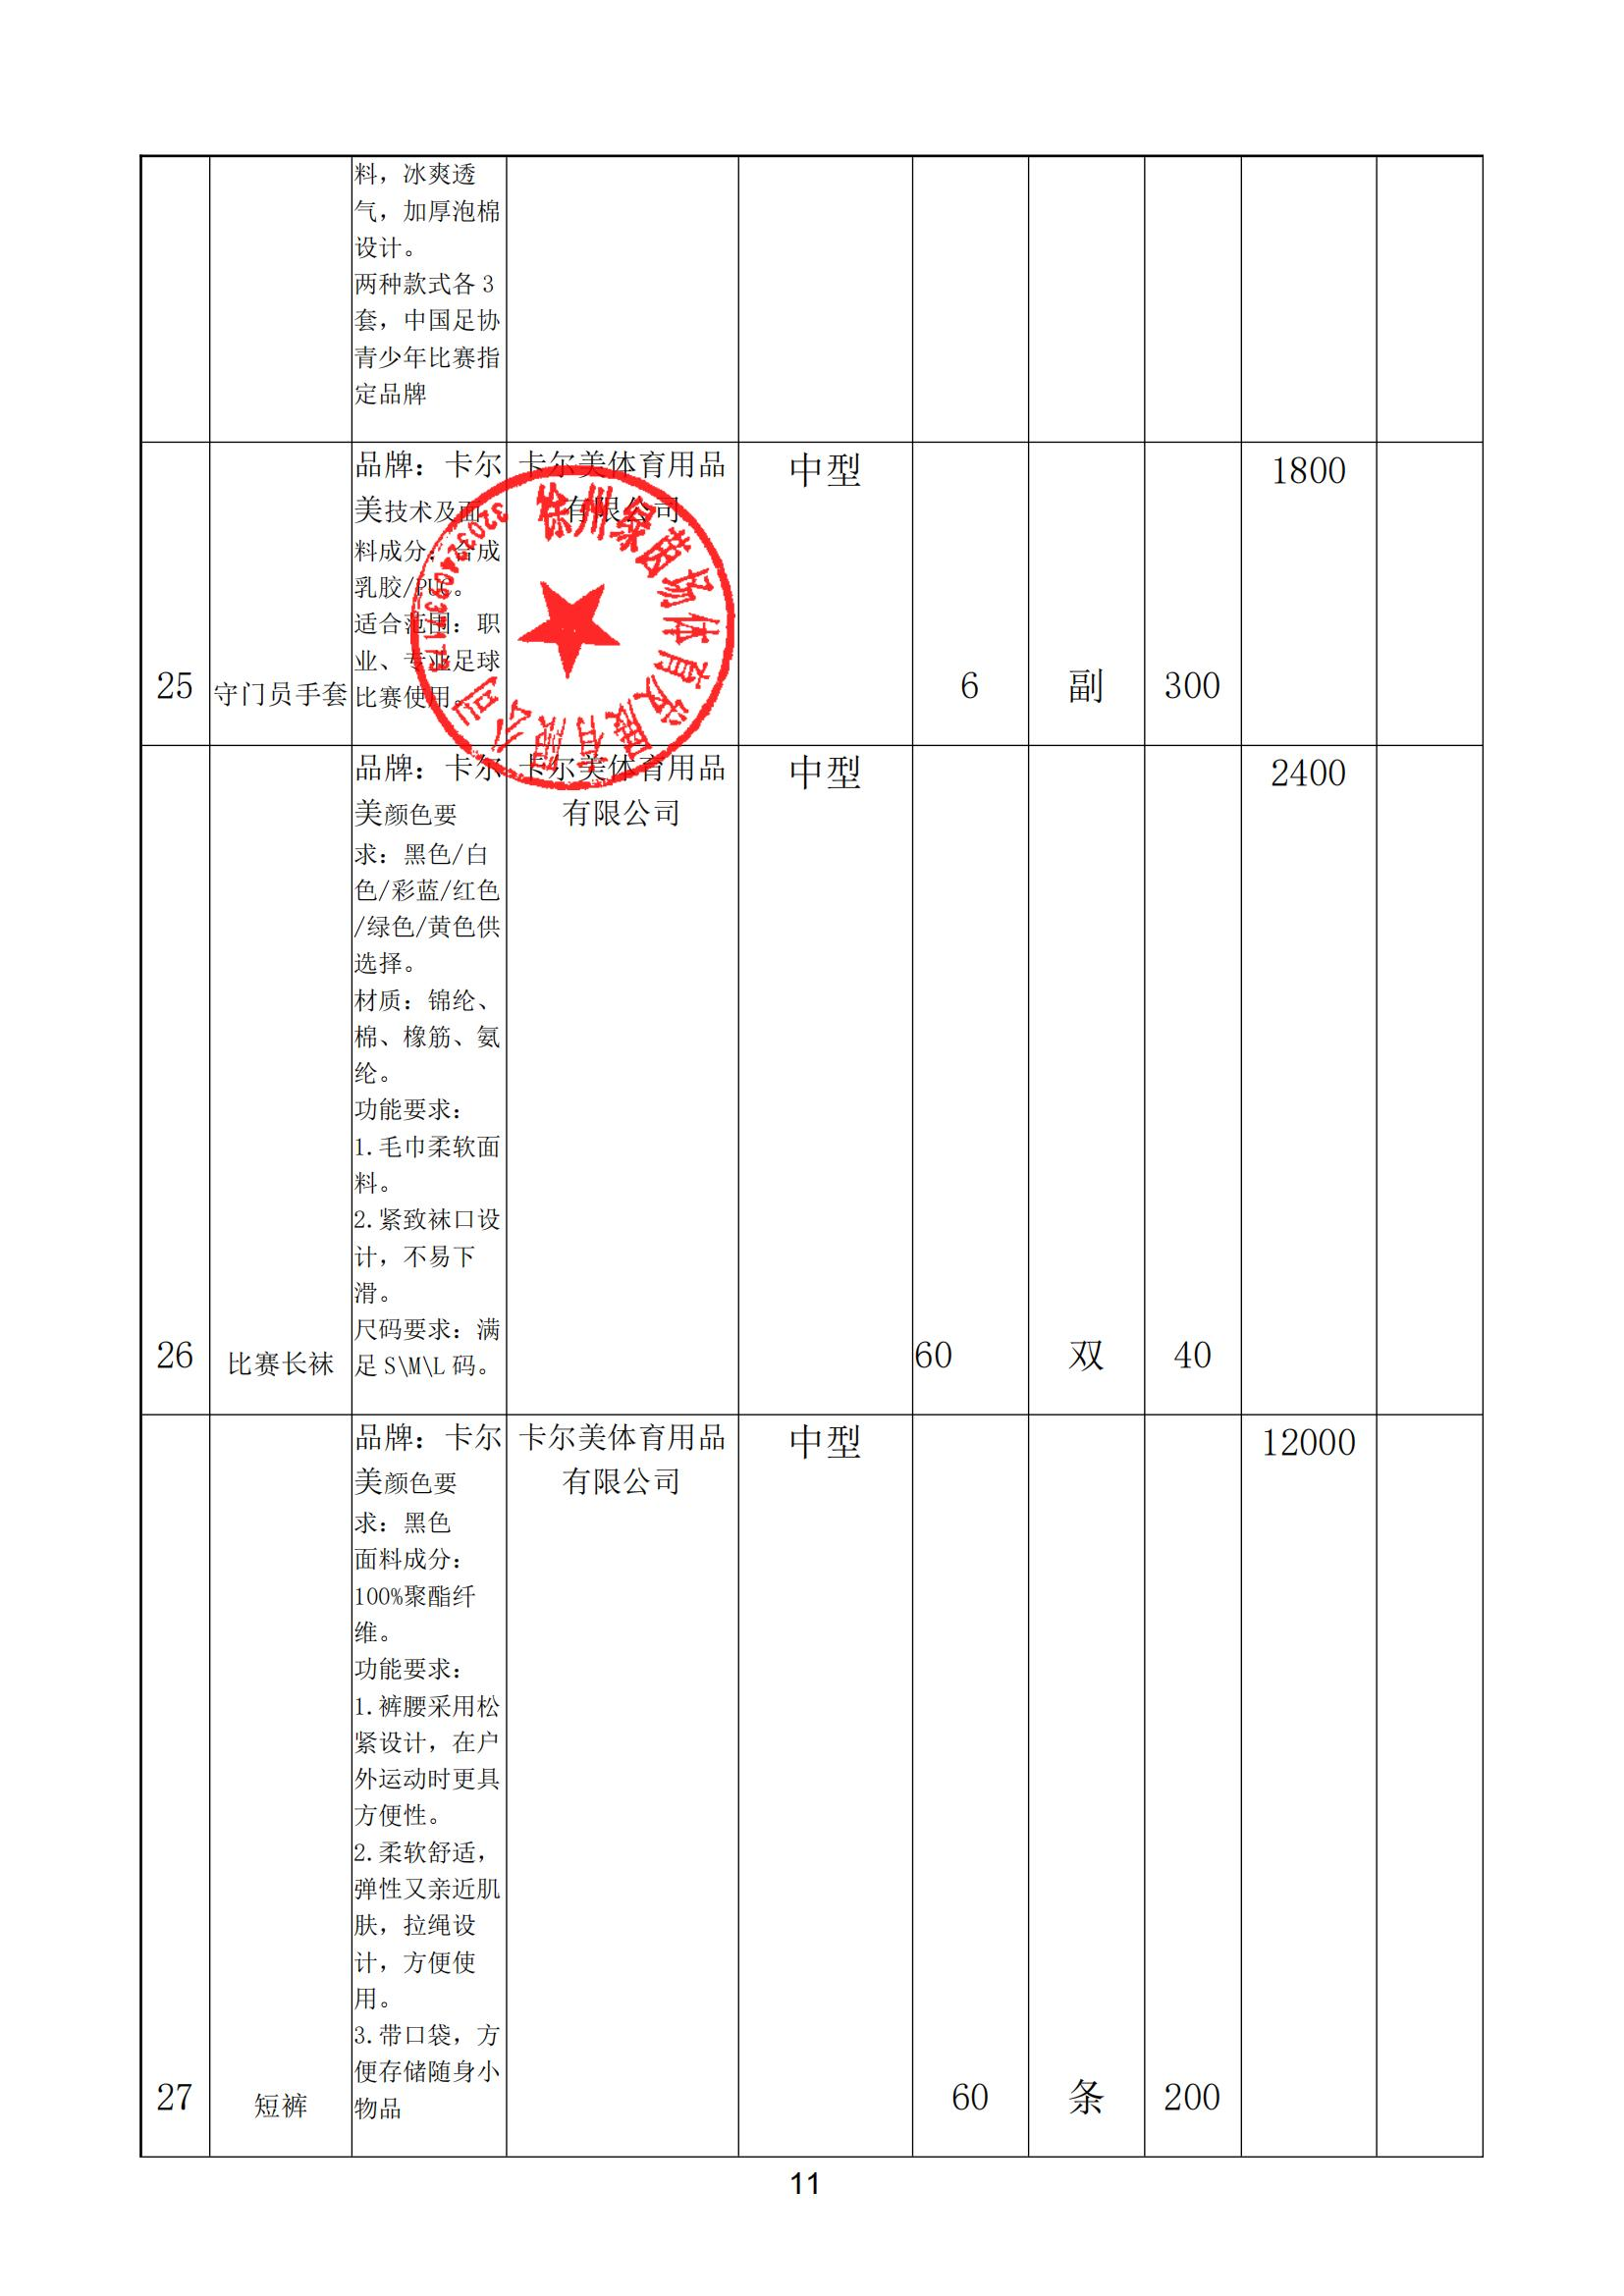 料，冰爽透
气，加厚泡棉
设计。
两种款式各 3
套，中国足协
青少年比赛指
定品牌
25
守门员手套
品牌：卡尔
美技术及面
料成分：合成
乳胶/PUC。
适合范围：职
业、专业足球
比赛使用。
卡尔美体育用品
有限公司
中型
6
副
300
1800
徐州绿茵场体育发展有限公司
26
比赛长袜
品牌：卡尔
美颜色要
求：黑色/白
色/彩蓝/红色
/绿色/黄色供
选择。
材质：锦纶、
棉、橡筋、氨
纶。
功能要求：
1.毛巾柔软面
料。
2.紧致袜口设
计，不易下
滑。
尺码要求：满
足 S\M\L 码。
卡尔美体育用品
有限公司
中型
60
双
40
2400
27
短裤
品牌：卡尔
美颜色要
求：黑色
面料成分：
100%聚酯纤
维。
功能要求：
1.裤腰采用松
紧设计，在户
外运动时更具
方便性。
2.柔软舒适，
弹性又亲近肌
肤，拉绳设
计，方便使
用。
3.带口袋，方
便存储随身小
物品
卡尔美体育用品
有限公司
中型
60
条
200
12000
11